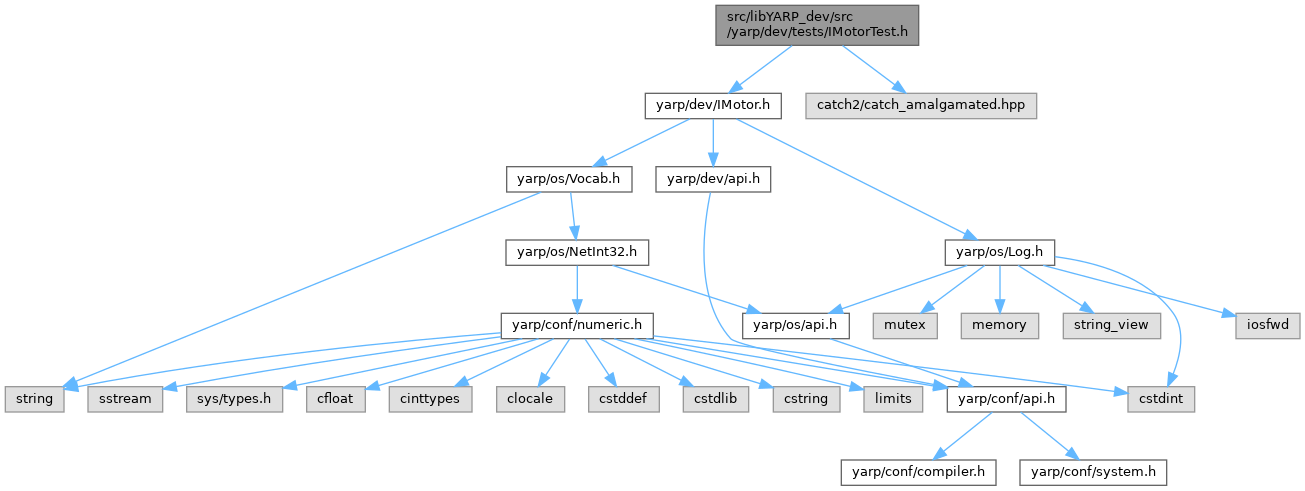 src/libYARP_dev/src
/yarp/dev/tests/IMotorTest.h
yarp/dev/IMotor.h
catch2/catch_amalgamated.hpp
yarp/os/Vocab.h
yarp/dev/api.h
yarp/os/NetInt32.h
yarp/os/Log.h
yarp/conf/numeric.h
yarp/os/api.h
mutex
memory
string_view
iosfwd
string
sstream
sys/types.h
cfloat
cinttypes
clocale
cstddef
cstdlib
cstring
limits
yarp/conf/api.h
cstdint
yarp/conf/compiler.h
yarp/conf/system.h